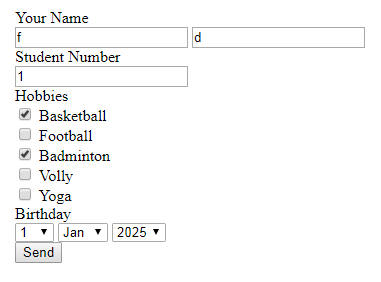 Your Name
f d
Student Number
1
Hobbies
Basketball
Football
Badminton
Volly
Yoga
Birthday
1 Jan 2025
Send